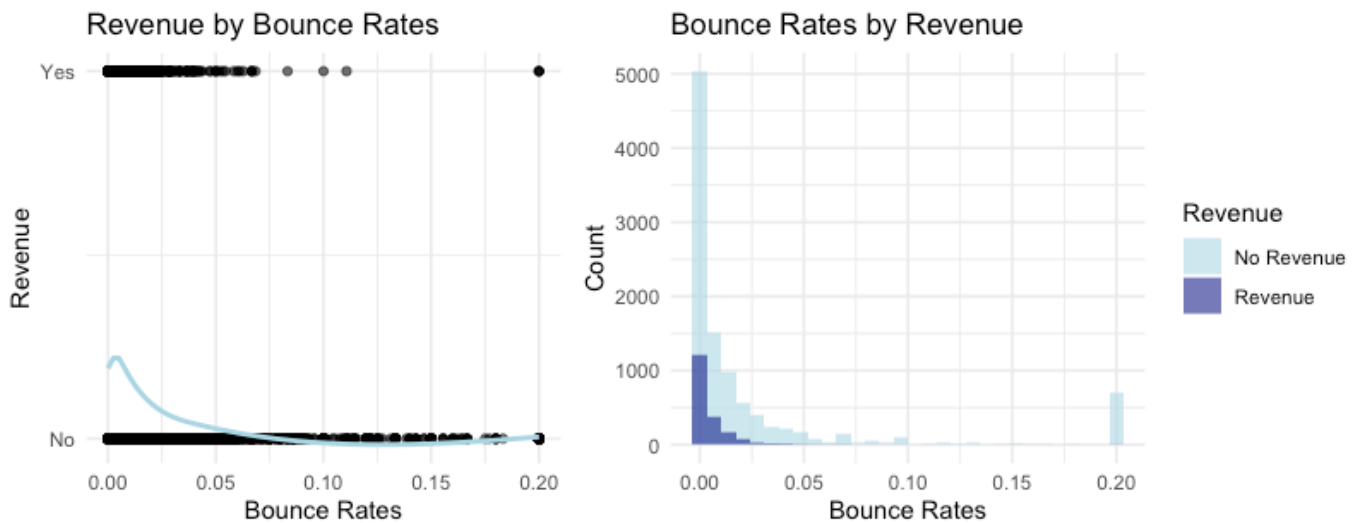 Revenue by Bounce Rates
Yes
No
Revenue
0.00 0.05 0.10 0.15 0.20
Bounce Rates
Bounce Rates by Revenue
5000
4000
3000
2000
1000
0
Count
0.00 0.05 0.10 0.15 0.20
Bounce Rates
Revenue
No Revenue
Revenue